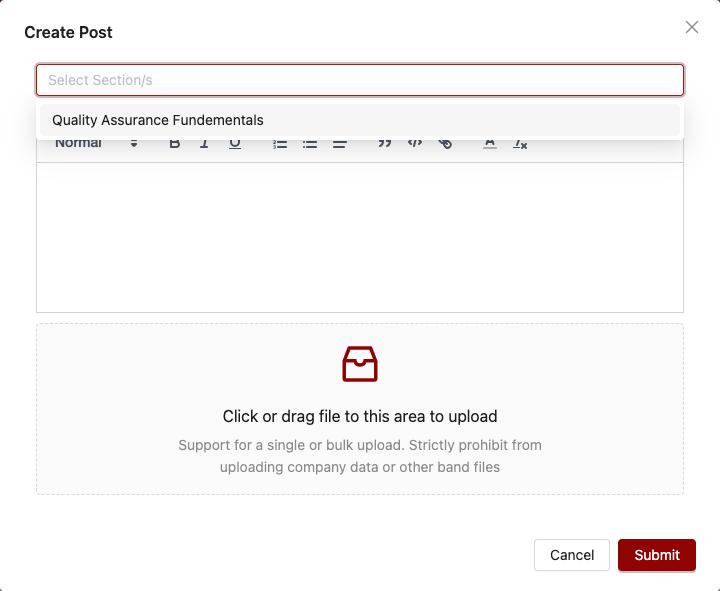 Create Post
Select Section/s
Quality Assurance Fundementals
Normal B I U A
Click or drag file to this area to upload
Support for a single or bulk upload. Strictly prohibit from
uploading company data or other band files
Cancel Submit